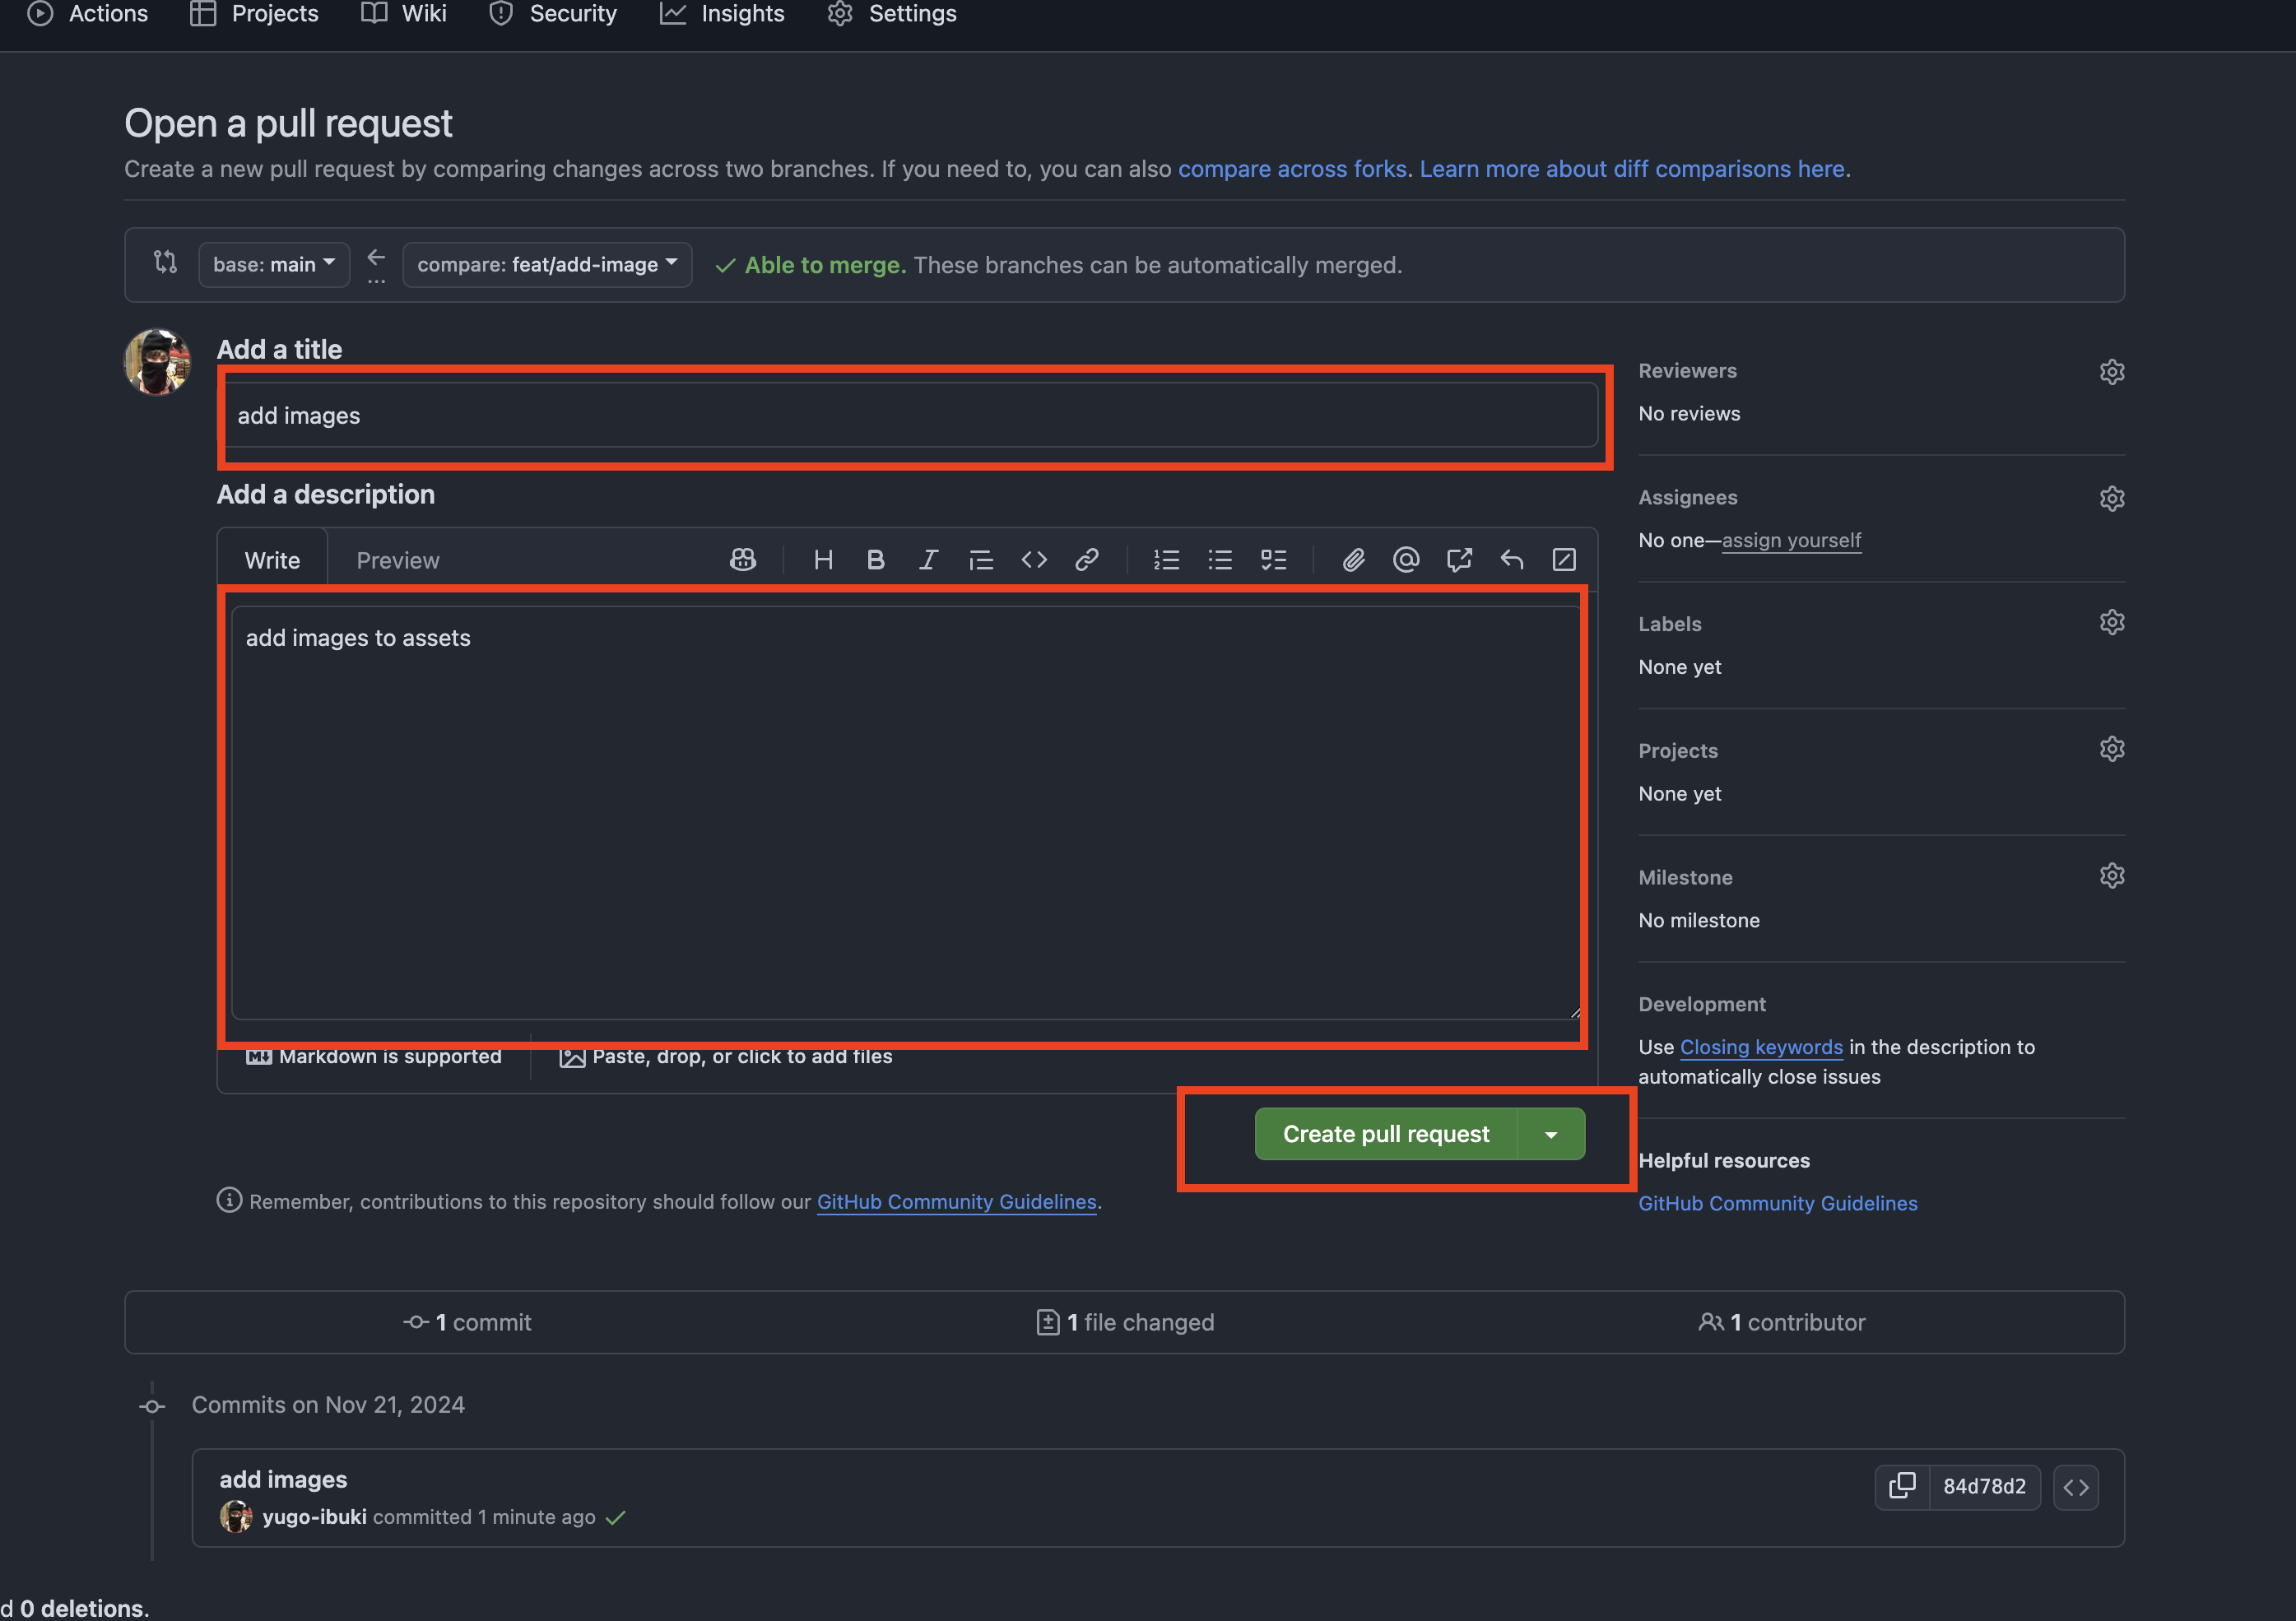 Actions Projects Wiki Security Insights Settings
Open a pull request
Create a new pull request by comparing changes across two branches. If you need to, you can also compare across forks. Learn more about diff comparisons here.
base: main compare: feat/add-image Able to merge. These branches can be automatically merged.
Add a title
add images
Add a description
Write Preview
add images to assets
Markdown is supported Paste, drop, or click to add files
Create pull request
Remember, contributions to this repository should follow our GitHub Community Guidelines.
Reviewers
No reviews
Assignees
No one—assign yourself
Labels
None yet
Projects
None yet
Milestone
No milestone
Development
Use Closing keywords in the description to
automatically close issues
Helpful resources
GitHub Community Guidelines
1 commit 1 file changed 1 contributor
Commits on Nov 21, 2024
add images
yugo-ibuki committed 1 minute ago
84d78d2
d 0 deletions.